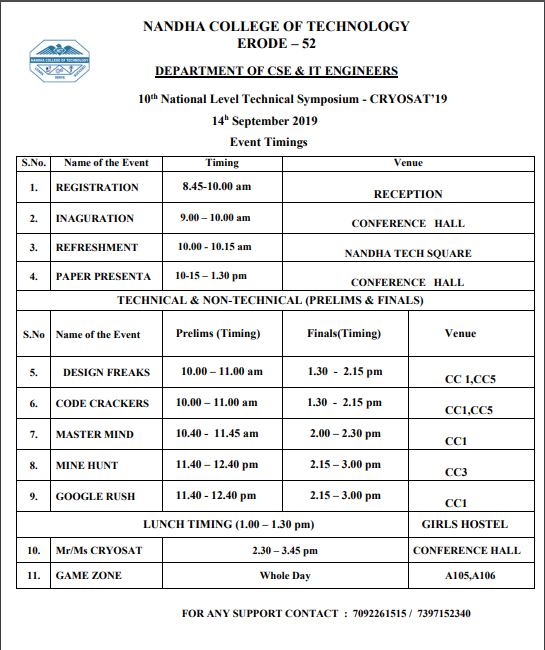 NANDHA COLLEGE OF TECHNOLOGY
ERODE – 52
NANDHA COLLEGE OF TECHNOLOGY
DEPARTMENT OF CSE & IT ENGINEERS
10th National Level Technical Symposium - CRYOSAT'19
14h September 2019
Event Timings
S.No. Name of the Event Timing Venue
1. REGISTRATION 8.45-10.00 am RECEPTION
2. INAGURATION 9.00 – 10.00 am CONFERENCE HALL
3. REFRESHMENT 10.00 - 10.15 am NANDHA TECH SQUARE
4. PAPER PRESENTA 10-15 – 1.30 pm CONFERENCE HALL
TECHNICAL & NON-TECHNICAL (PRELIMS & FINALS)
S.No Name of the Event Prelims (Timing) Finals(Timing) Venue
5. DESIGN FREAKS 10.00 – 11.00 am 1.30 - 2.15 pm CC 1,CC5
6. CODE CRACKERS 10.00 – 11.00 am 1.30 - 2.15 pm CC1,CC5
7. MASTER MIND 10.40 - 11.45 am 2.00 – 2.30 pm CC1
8. MINE HUNT 11.40 – 12.40 pm 2.15 – 3.00 pm CC3
9. GOOGLE RUSH 11.40 - 12.40 pm 2.15 – 3.00 pm CC1
LUNCH TIMING (1.00 – 1.30 pm) GIRLS HOSTEL
10. Mr/Ms CRYOSAT 2.30 – 3.45 pm CONFERENCE HALL
11. GAME ZONE Whole Day A105,A106
FOR ANY SUPPORT CONTACT : 7092261515 / 7397152340